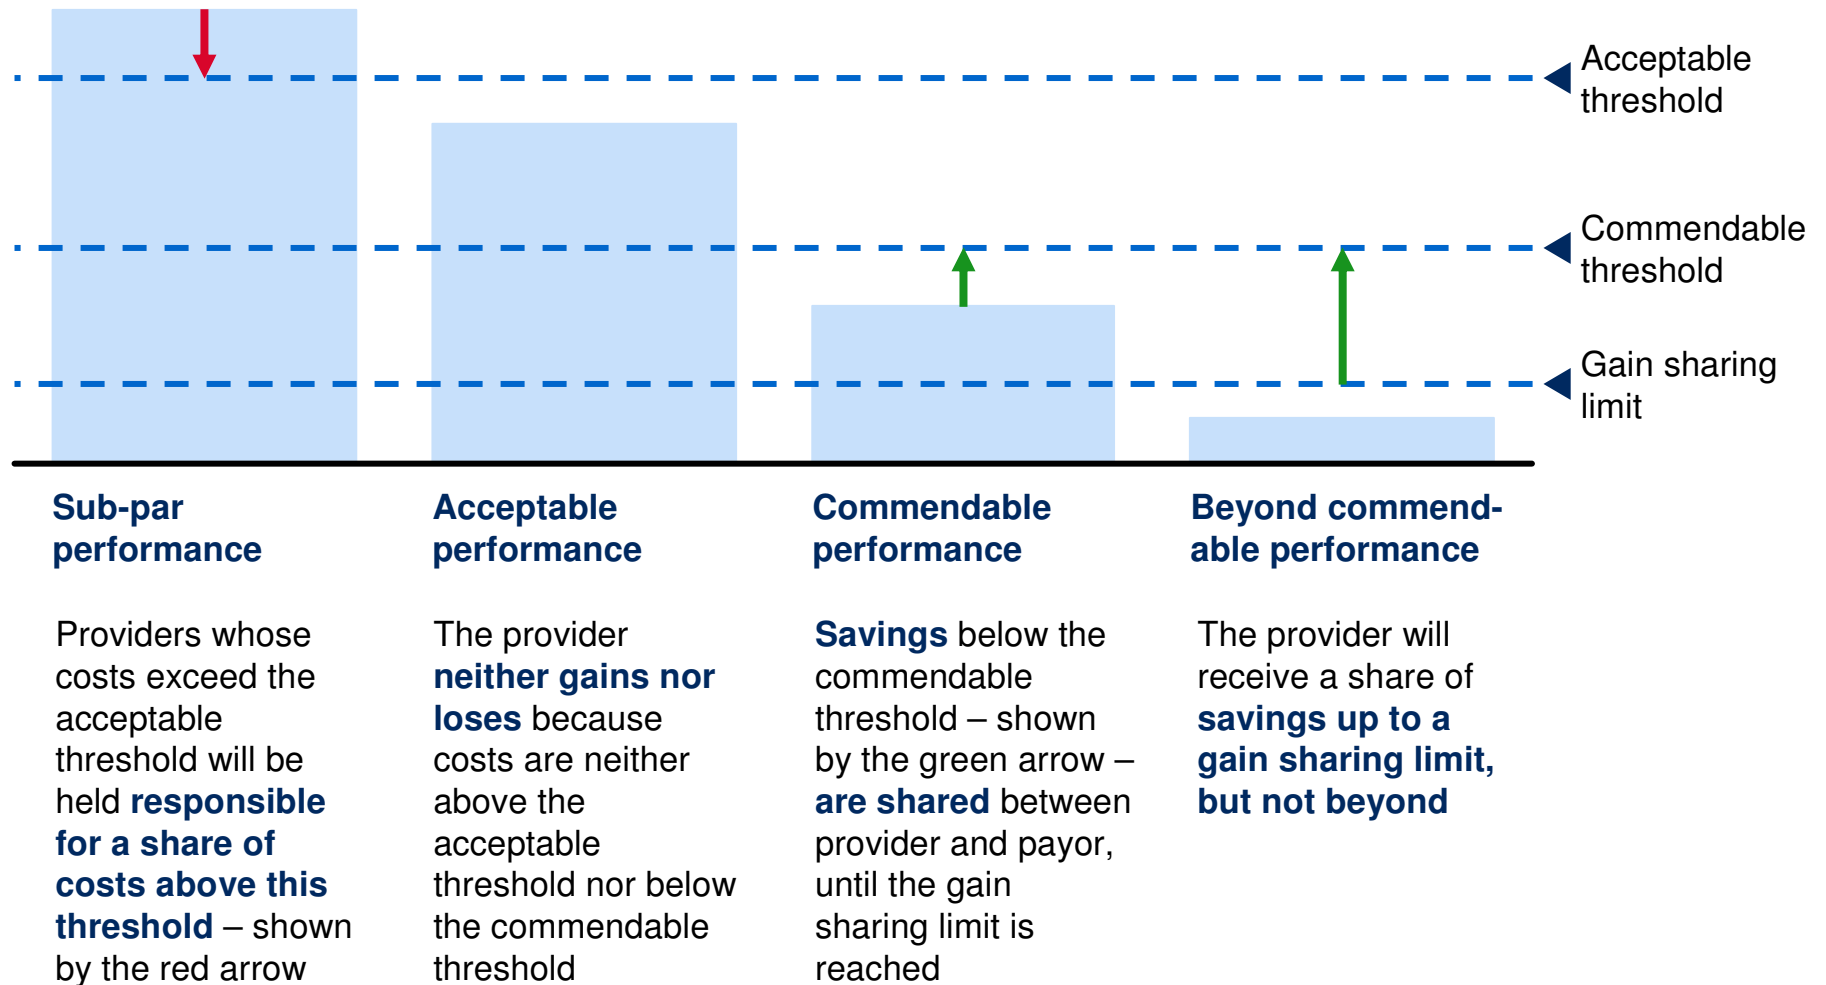 Acceptable
threshold
Commendable
threshold
Gain sharing
limit
Sub-par
performance
Providers whose
costs exceed the
acceptable
threshold will be
held responsible
for a share of
costs above this
threshold – shown
by the red arrow
Acceptable
performance
The provider
neither gains nor
loses because
costs are neither
above the
acceptable
threshold nor below
the commendable
threshold
Commendable
performance
Savings below the
commendable
threshold – shown
by the green arrow –
are shared between
provider and payor,
until the gain
sharing limit is
reached
Beyond commend-
able performance
The provider will
receive a share of
savings up to a
gain sharing limit,
but not beyond